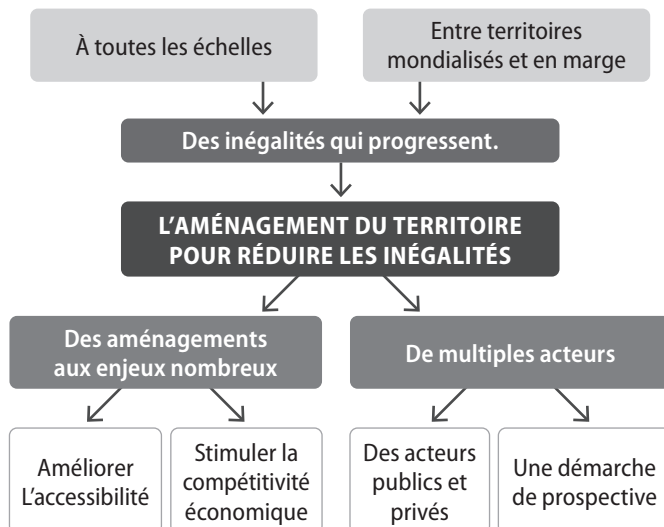 À toutes les échelles
Entre territoires
mondialisés et en marge
Des inégalités qui progressent.
L'AMÉNAGEMENT DU TERRITOIRE
POUR RÉDUIRE LES INÉGALITÉS
Des aménagements
aux enjeux nombreux
De multiples acteurs
Améliorer
L'accessibilité
Stimuler la
compétitivité
économique
Des acteurs
publics et
privés
Une démarche
de prospective